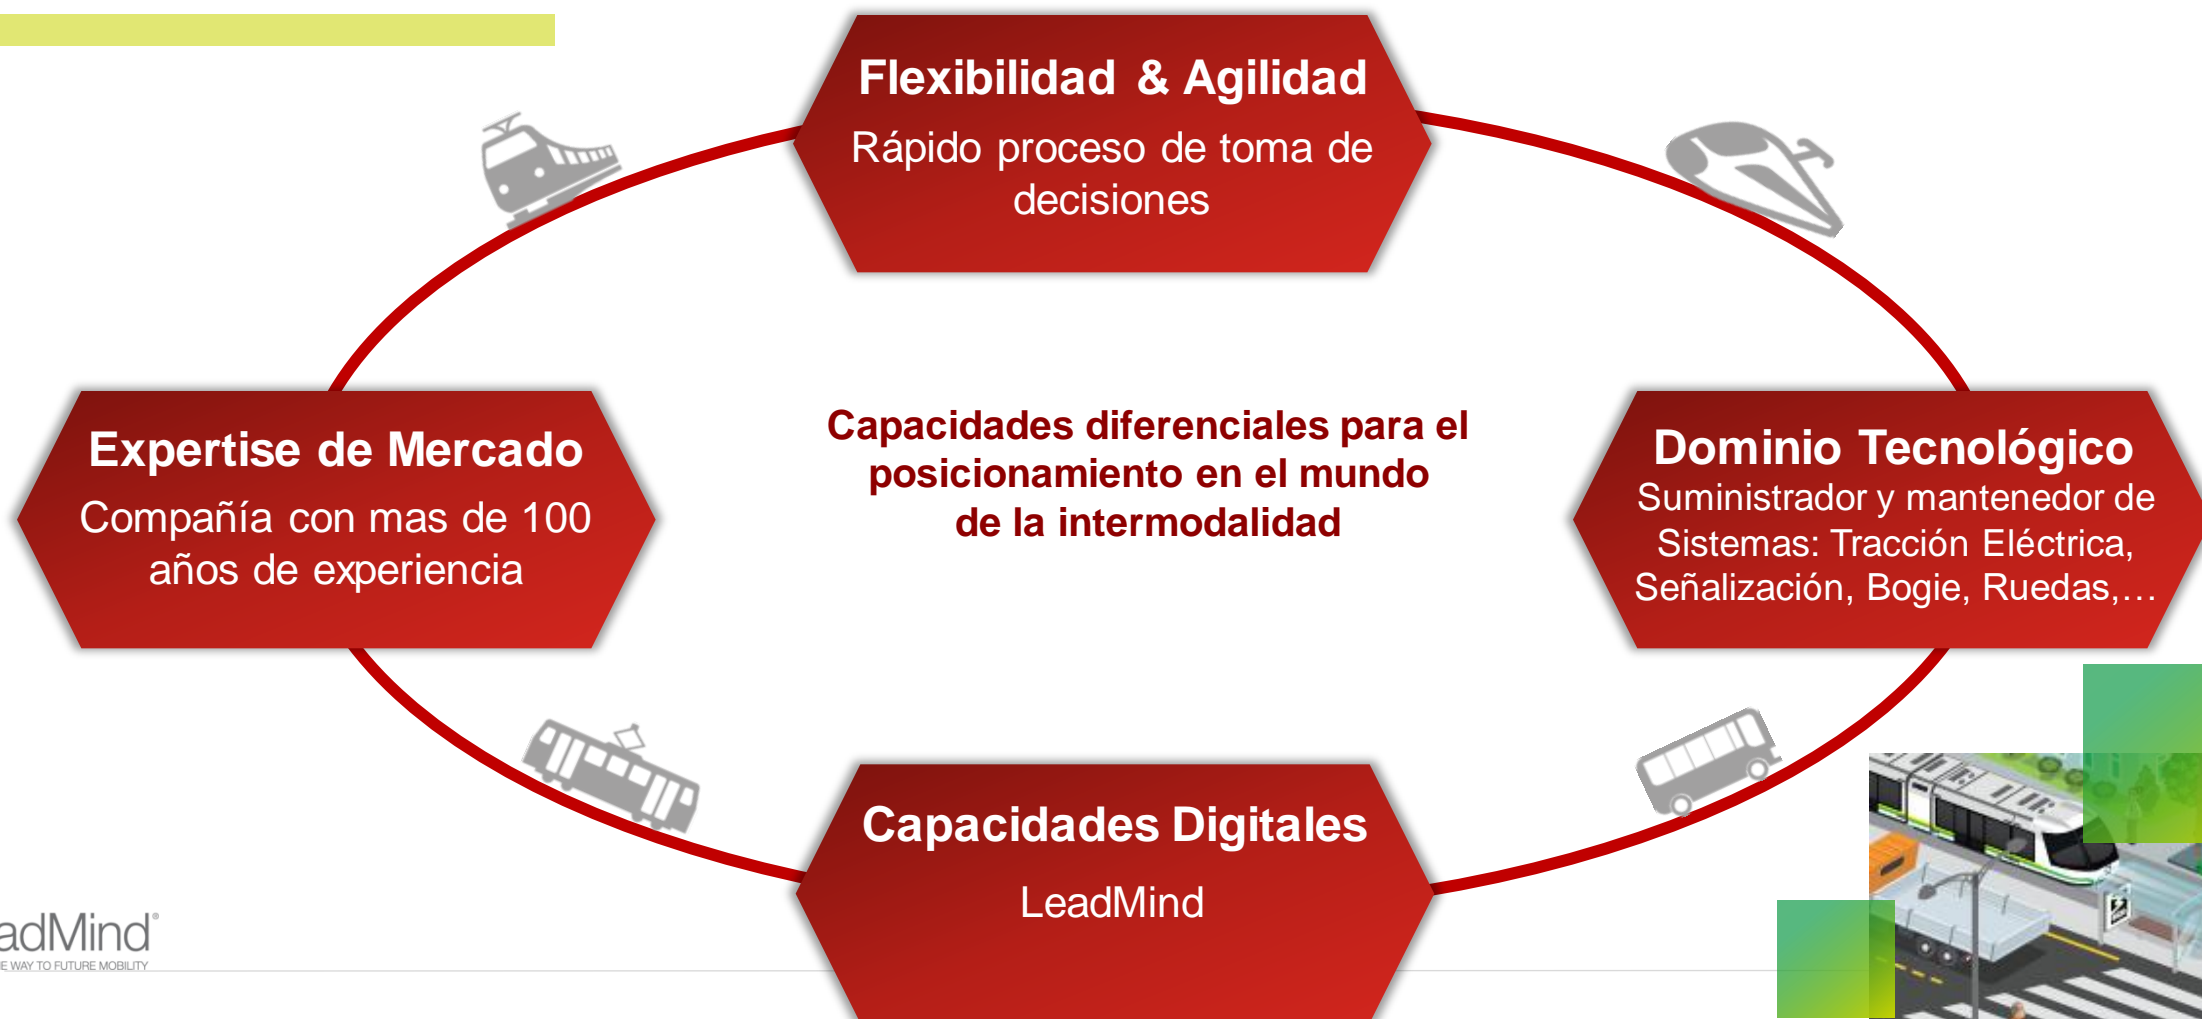 Flexibilidad & Agilidad
Rápido proceso de toma de
decisiones
Expertise de Mercado
Compañía con mas de 100
años de experiencia
Capacidades diferenciales para el
posicionamiento en el mundo
de la intermodalidad
Dominio Tecnológico
Suministrador y mantenedor de
Sistemas: Tracción Eléctrica,
Señalización, Bogie, Ruedas,…
Capacidades Digitales
LeadMind
adMind®
WAY TO FUTURE MOBILITY